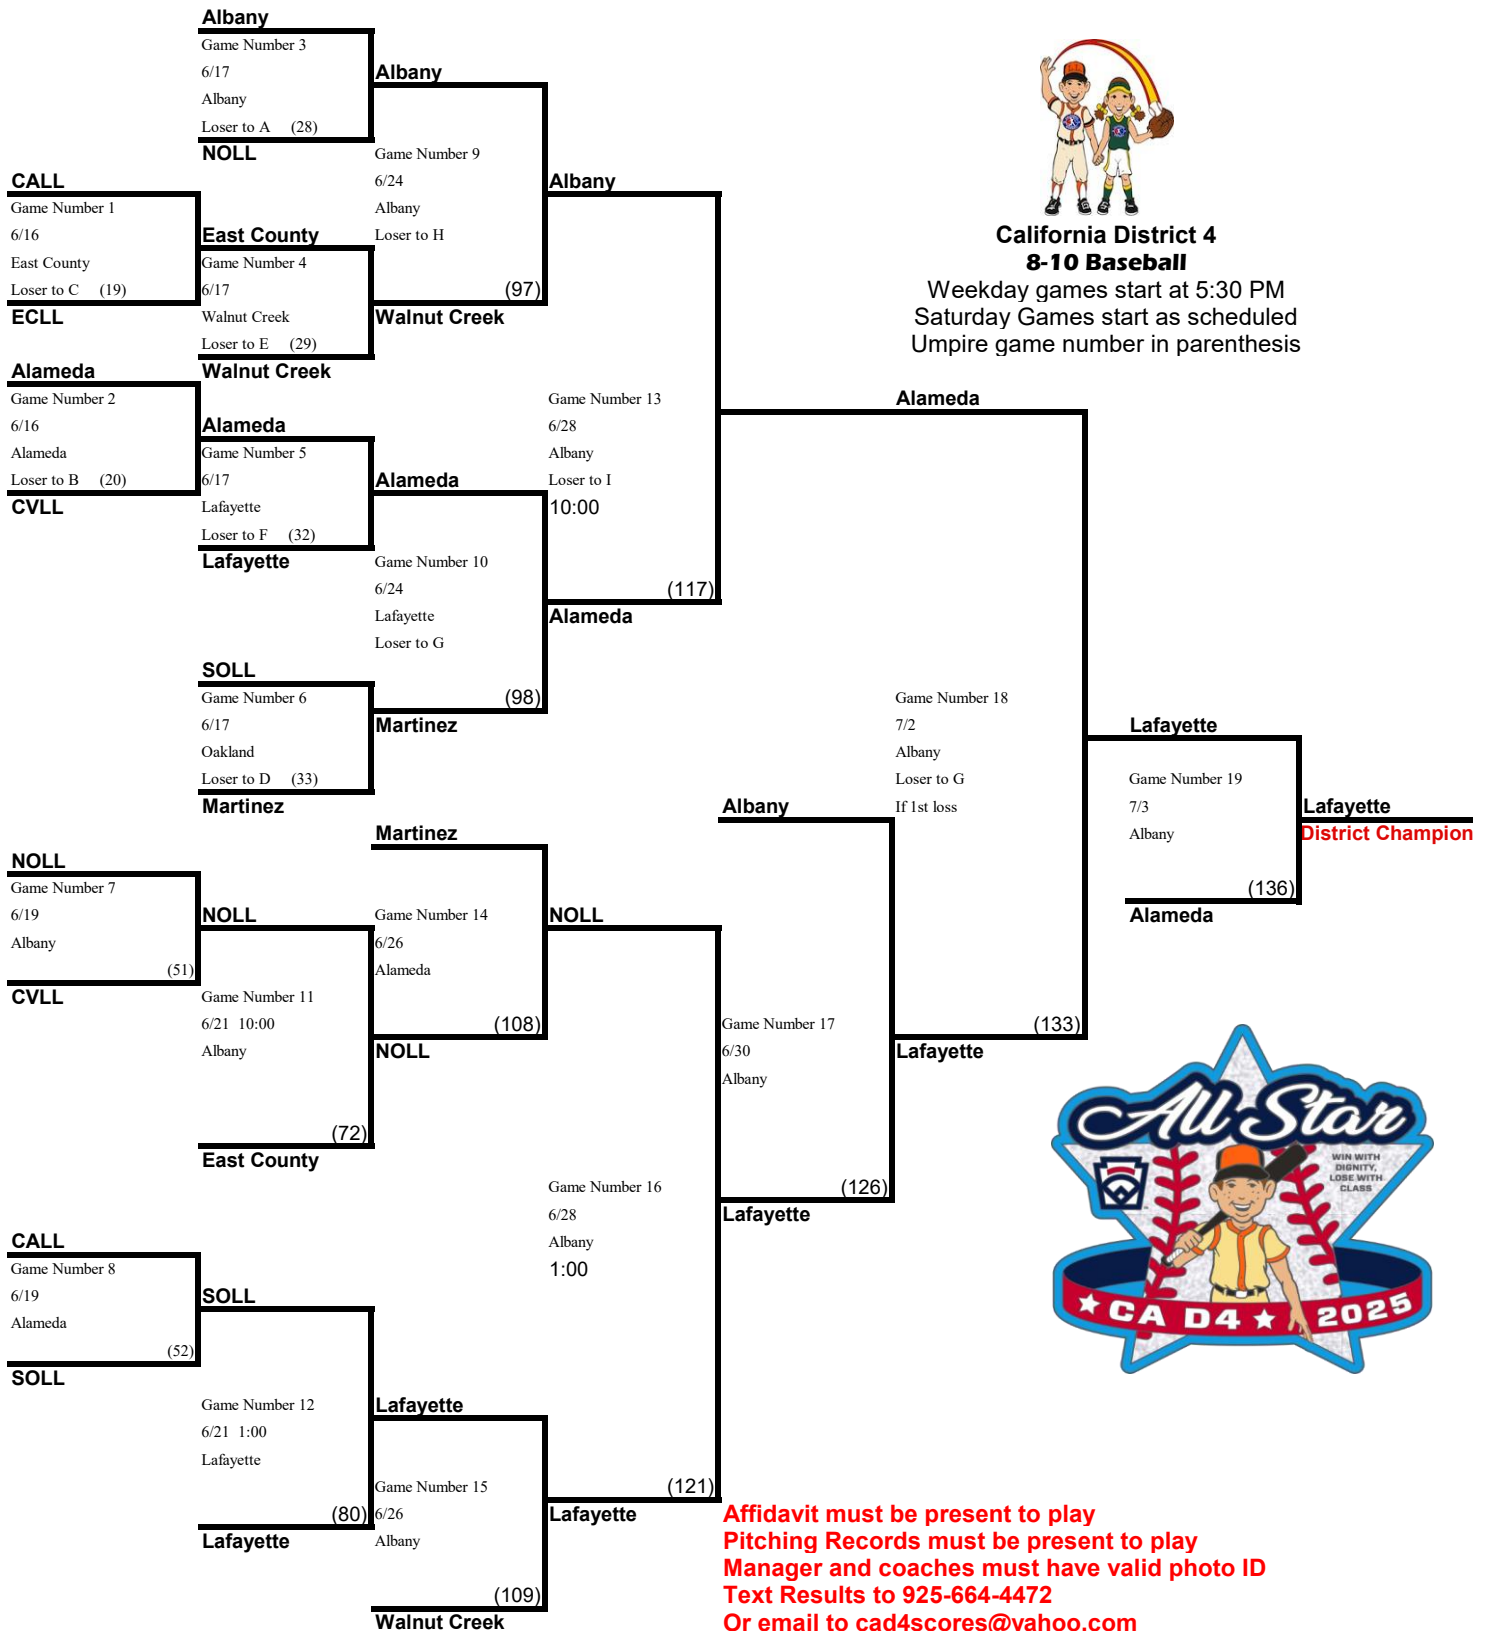 Albany
Game Number 3
6/17
Albany
Loser to A (28)
NOLL
CALL
Game Number 1
6/16
East County
Loser to C (19)
ECLL
East County
Game Number 4
6/17
Walnut Creek
Loser to E (29)
Walnut Creek
Alameda
Game Number 2
6/16
Alameda
Loser to B (20)
CVLL
Alameda
Game Number 5
6/17
Lafayette
Loser to F (32)
Lafayette
SOLL
Game Number 6
6/17
Oakland
Loser to D (33)
Martinez
Albany
Game Number 9
6/24
Albany
Loser to H
(97)
Walnut Creek
Alameda
Game Number 10
6/24
Lafayette
Loser to G
(98)
Martinez
Albany
Game Number 13
6/28
Albany
Loser to I
10:00
(117)
Alameda
NOLL
Game Number 7
6/19
Albany
(51)
CVLL
NOLL
Game Number 11
6/21 10:00
Albany
(72)
East County
Martinez
Game Number 14
6/26
Alameda
(108)
NOLL
CALL
Game Number 8
6/19
Alameda
(52)
SOLL
SOLL
Game Number 12
6/21 1:00
Lafayette
(80)
Lafayette
Lafayette
Game Number 15
6/26
Albany
(109)
Walnut Creek
NOLL
Game Number 16
6/28
Albany
1:00
(121)
Lafayette
Albany
Game Number 17
6/30
Albany
(126)
Lafayette
Alameda
Game Number 18
7/2
Albany
Loser to G
If 1st loss
(133)
Lafayette
Lafayette
Game Number 19
7/3
Albany
(136)
Alameda
Lafayette
District Champion
California District 4
8-10 Baseball
Weekday games start at 5:30 PM
Saturday Games start as scheduled
Umpire game number in parenthesis
All Star
WIN WITH
DIGNITY,
LOSE WITH
CLASS
CA D4 2025
Affidavit must be present to play
Pitching Records must be present to play
Manager and coaches must have valid photo ID
Text Results to 925-664-4472
Or email to cad4scores@yahoo.com